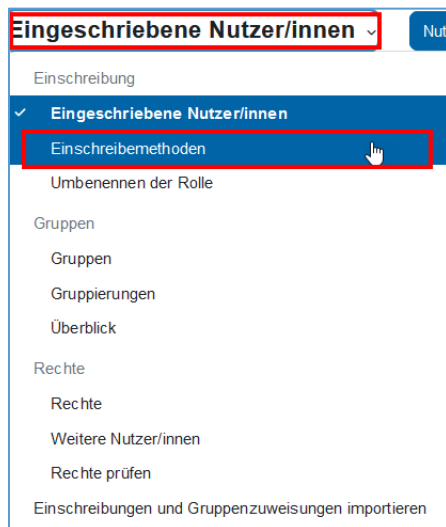 Eingeschriebene Nutzer/innen
Nut
Einschreibung
Eingeschriebene Nutzer/innen
Einschreibemethoden
Umbenennen der Rolle
Gruppen
Gruppen
Gruppierungen
Überblick
Rechte
Rechte
Weitere Nutzer/innen
Rechte prüfen
Einschreibungen und Gruppenzuweisungen importieren